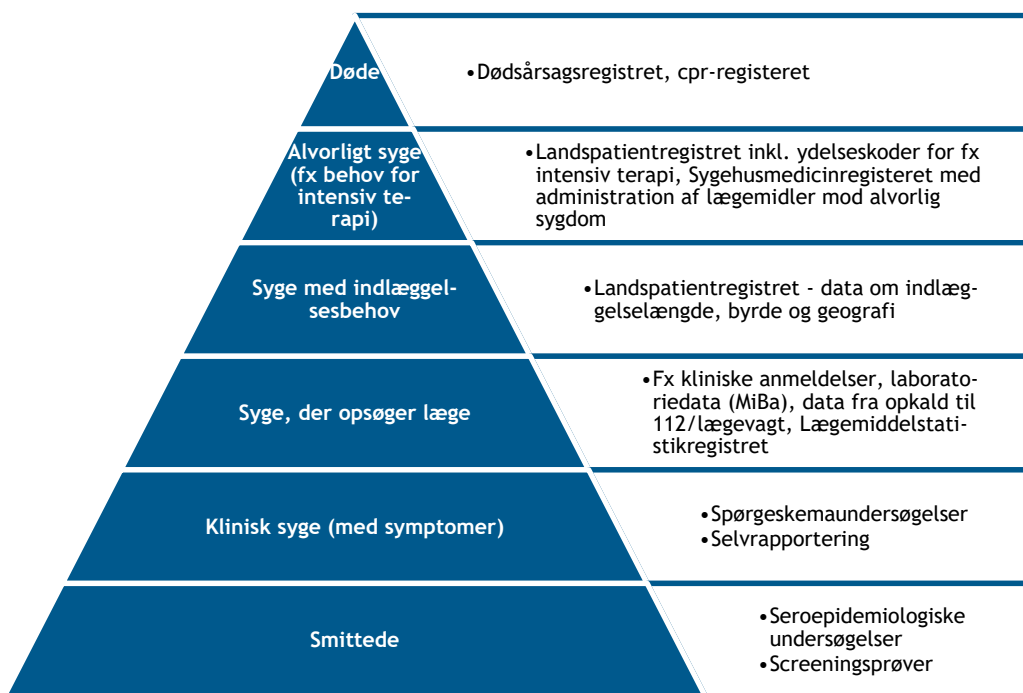 Døde
•Dødsårsagsregistret, cpr-registeret
Alvorligt syge
(fx behov for
intensiv te-
rapi)
•Landspatientregistret inkl. ydelseskoder for fx
intensiv terapi, Sygehusmedicinregisteret med
administration af lægemidler mod alvorlig
sygdom
Syge med indlæggel-
sesbehov
•Landspatientregistret - data om indlæg-
gelselængde, byrde og geografi
Syge, der opsøger læge
•Fx kliniske anmeldelser, laborato-
riedata (MiBa), data fra opkald til
112/lægevagt, Lægemiddelstati-
stikregistret
Klinisk syge (med symptomer)
•Spørgeskemaundersøgelser
•Selvrapportering
Smittede
•Seroepidemiologiske
undersøgelser
•Screeningsprøver